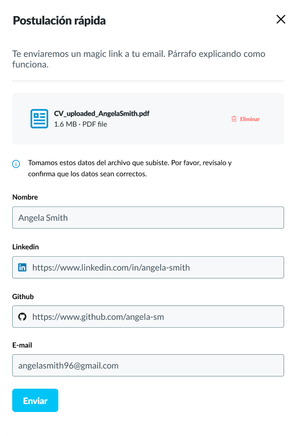 Postulación rápida
Te enviaremos un magic link a tu email. Párrafo explicando como
funciona.
CV_uploaded_AngelaSmith.pdf
1.6 MB · PDF file
Eliminar
Tomamos estos datos del archivo que subiste. Por favor, revisalo y
confirma que los datos sean correctos.
Nombre
Angela Smith
Linkedin
https://www.linkedin.com/in/angela-smith
Github
https://www.github.com/angela-sm
E-mail
angelasmith96@gmail.com
Enviar